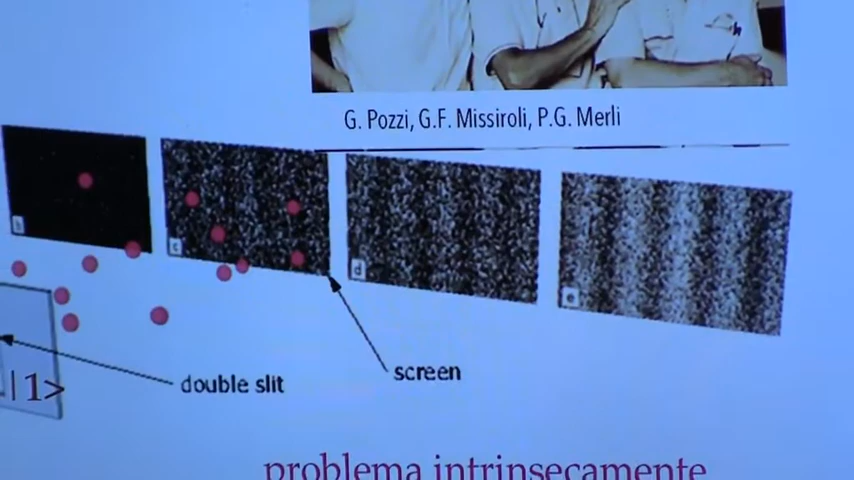 G. Pozzi, G.F. Missiroli, P.G. Merli
b
c
d
e
screen
double slit
|1>
problema intrinsecamente